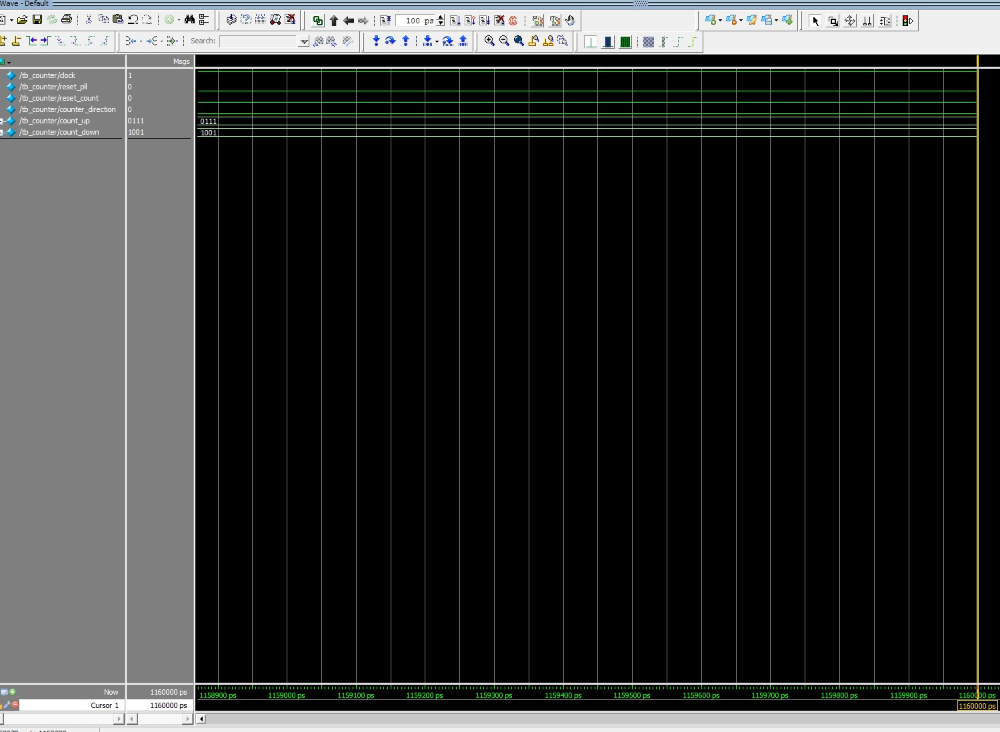 Wave - Default
100 ps
Search:
Msgs
/tb_counter/clock 1
/tb_counter/reset_pll 0
/tb_counter/reset_count 0
/tb_counter/counter_direction 0
/tb_counter/count_up 0111 0111
/tb_counter/count_down 1001 1001
Now 1160000 ps 1158900 ps 1159000 ps 1159100 ps 1159200 ps 1159300 ps 1159400 ps 1159500 ps 1159600 ps 1159700 ps 1159800 ps 1159900 ps 1160000 ps
Cursor 1 1160000 ps 1160000 ps